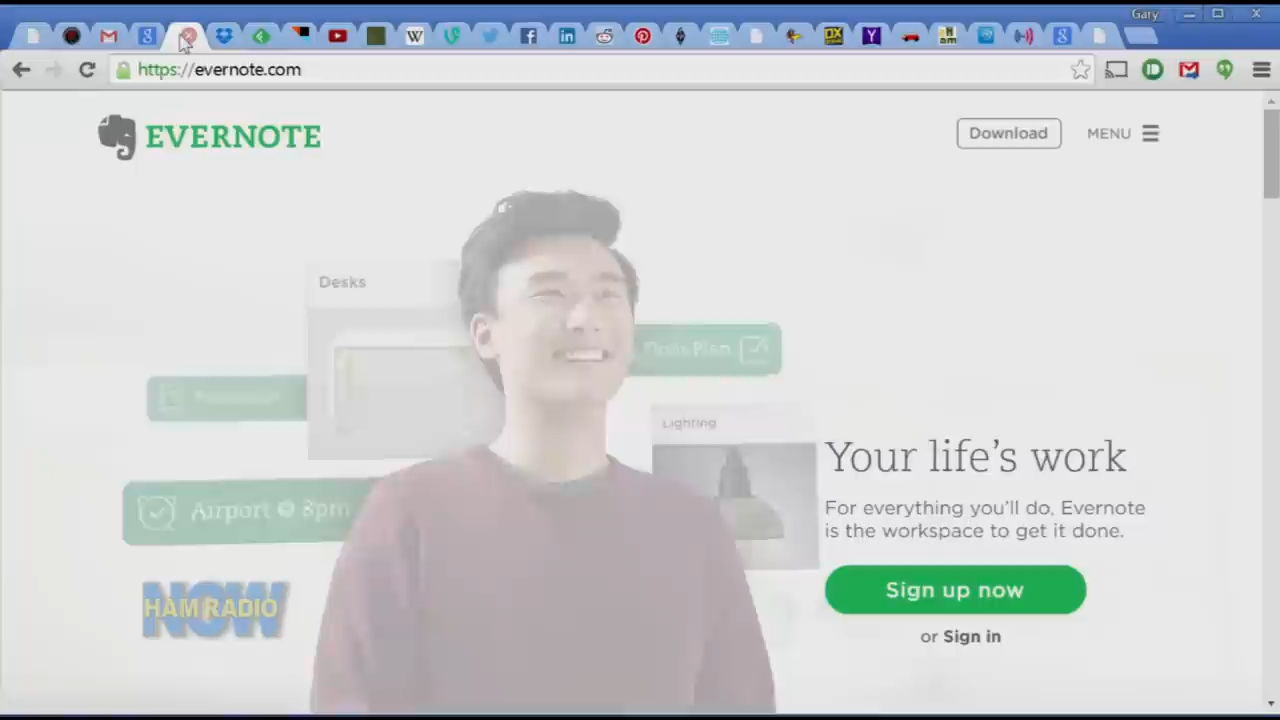 Gary
https://evernote.com
EVERNOTE
Download
MENU
Desks
Lighting
Airport @ 3pm
Your life's work
For everything you'll do, Evernote
is the workspace to get it done.
Sign up now
or Sign in
HAM RADIO
NOW